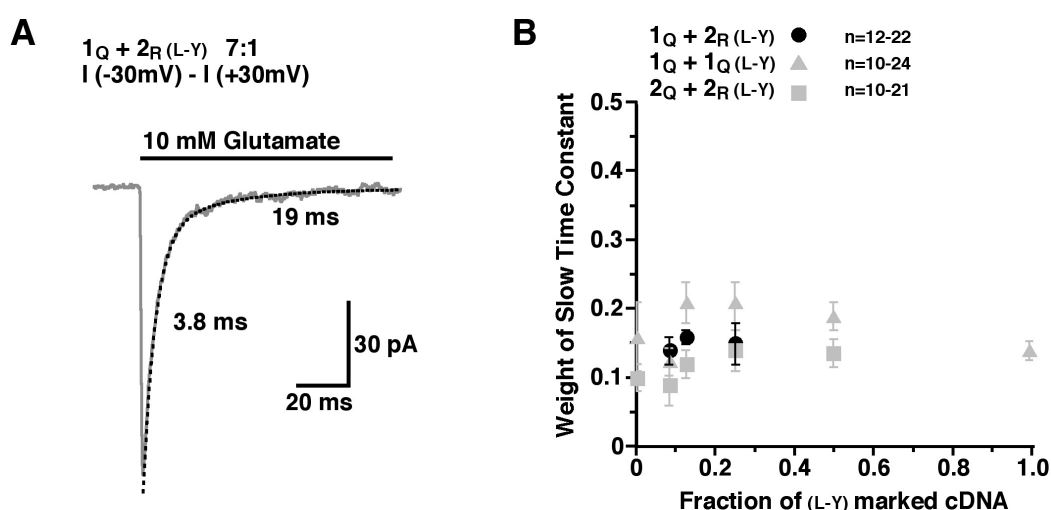 A
1Q + 2R (L-Y) 7:1
I (-30mV) - I (+30mV)
10 mM Glutamate
19 ms
3.8 ms
30 pA
20 ms
B
1Q + 2R (L-Y) n=12-22
1Q + 1Q (L-Y) n=10-24
2Q + 2R (L-Y) n=10-21
Weight of Slow Time Constant
0.5
0.4
0.3
0.2
0.1
0
0 0.2 0.4 0.6 0.8 1.0
Fraction of (L-Y) marked cDNA